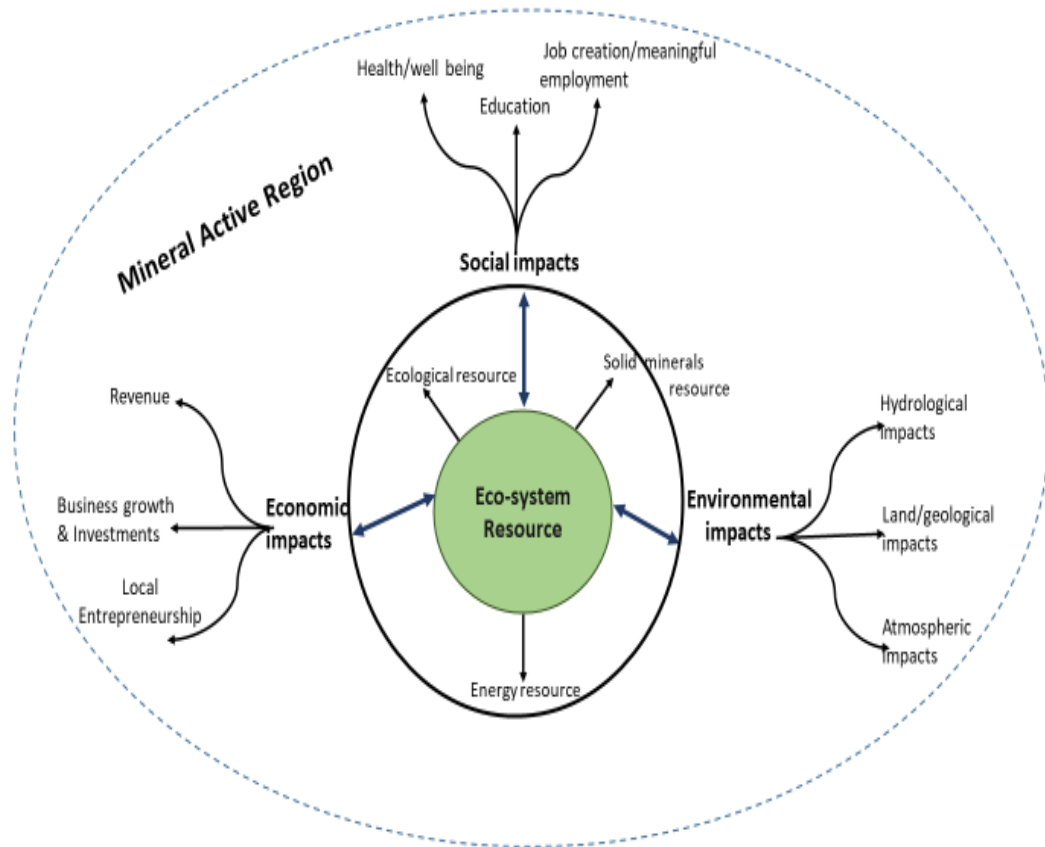 Job creation/meaningful
employment
Health/well being
Education
Mineral Active Region
Social impacts
Ecological resource
Solid minerals
resource
Revenue
Hydrological
impacts
Business growth
& Investments
Economic
impacts
Eco-system
Resource
Environmental
impacts
Land/geological
impacts
Local
Entrepreneurship
Atmospheric
impacts
Energy resource